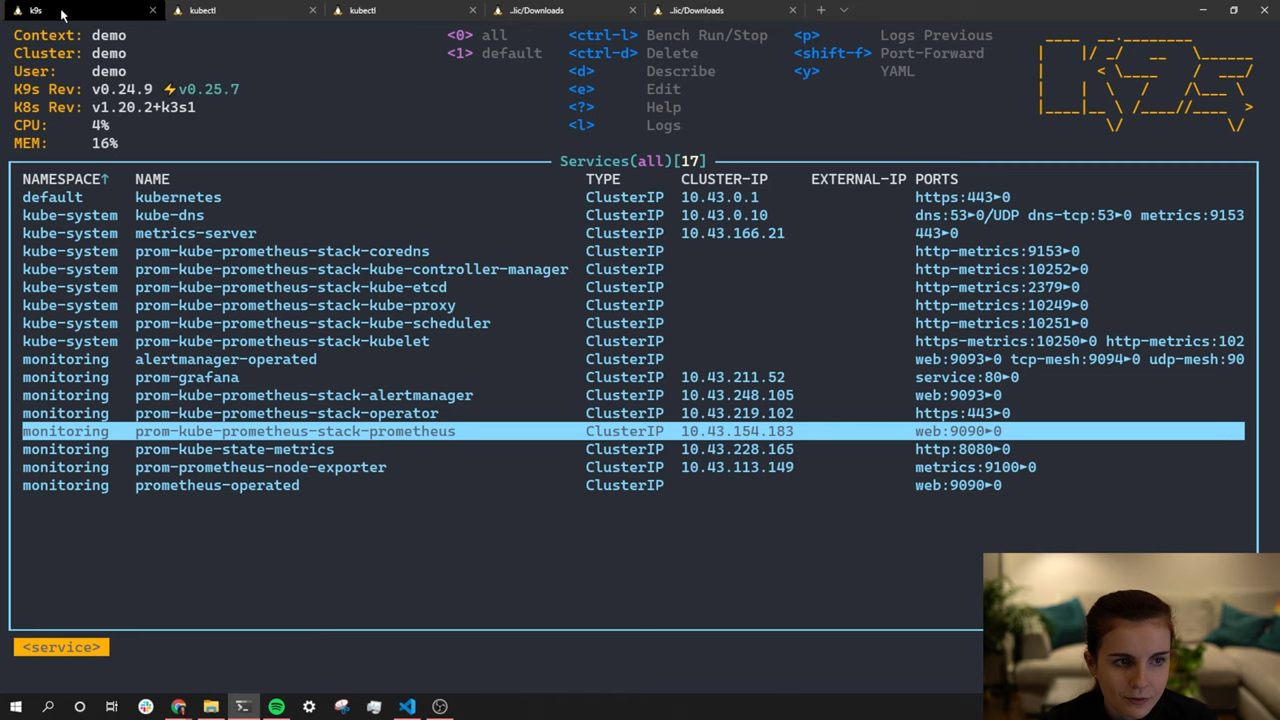 k9s kubectl kubectl ../ic/Downloads ../ic/Downloads
Context: demo <0> all <ctrl-l> Bench Run/Stop <p> Logs Previous
Cluster: demo <1> default <ctrl-d> Delete <shift-f> Port-Forward
User: demo <d> Describe <y> YAML
K9s Rev: v0.24.9 ⚡v0.25.7 <e> Edit
K8s Rev: v1.20.2+k3s1 <?> Help
CPU: 4% <l> Logs
MEM: 16%
Services(all)[17]
NAMESPACE↑ NAME TYPE CLUSTER-IP EXTERNAL-IP PORTS
default kubernetes ClusterIP 10.43.0.1 https:443►0
kube-system kube-dns ClusterIP 10.43.0.10 dns:53►0/UDP dns-tcp:53►0 metrics:9153
kube-system metrics-server ClusterIP 10.43.166.21 443►0
kube-system prom-kube-prometheus-stack-coredns ClusterIP http-metrics:9153►0
kube-system prom-kube-prometheus-stack-kube-controller-manager ClusterIP http-metrics:10252►0
kube-system prom-kube-prometheus-stack-kube-etcd ClusterIP http-metrics:2379►0
kube-system prom-kube-prometheus-stack-kube-proxy ClusterIP http-metrics:10249►0
kube-system prom-kube-prometheus-stack-kube-scheduler ClusterIP http-metrics:10251►0
kube-system prom-kube-prometheus-stack-kubelet ClusterIP https-metrics:10250►0 http-metrics:102
monitoring alertmanager-operated ClusterIP web:9093►0 tcp-mesh:9094►0 udp-mesh:90
monitoring prom-grafana ClusterIP 10.43.211.52 service:80►0
monitoring prom-kube-prometheus-stack-alertmanager ClusterIP 10.43.248.105 web:9093►0
monitoring prom-kube-prometheus-stack-operator ClusterIP 10.43.219.102 https:443►0
monitoring prom-kube-prometheus-stack-prometheus ClusterIP 10.43.154.183 web:9090►0
monitoring prom-kube-state-metrics ClusterIP 10.43.228.165 http:8080►0
monitoring prom-prometheus-node-exporter ClusterIP 10.43.113.149 metrics:9100►0
monitoring prometheus-operated ClusterIP web:9090►0
<service>